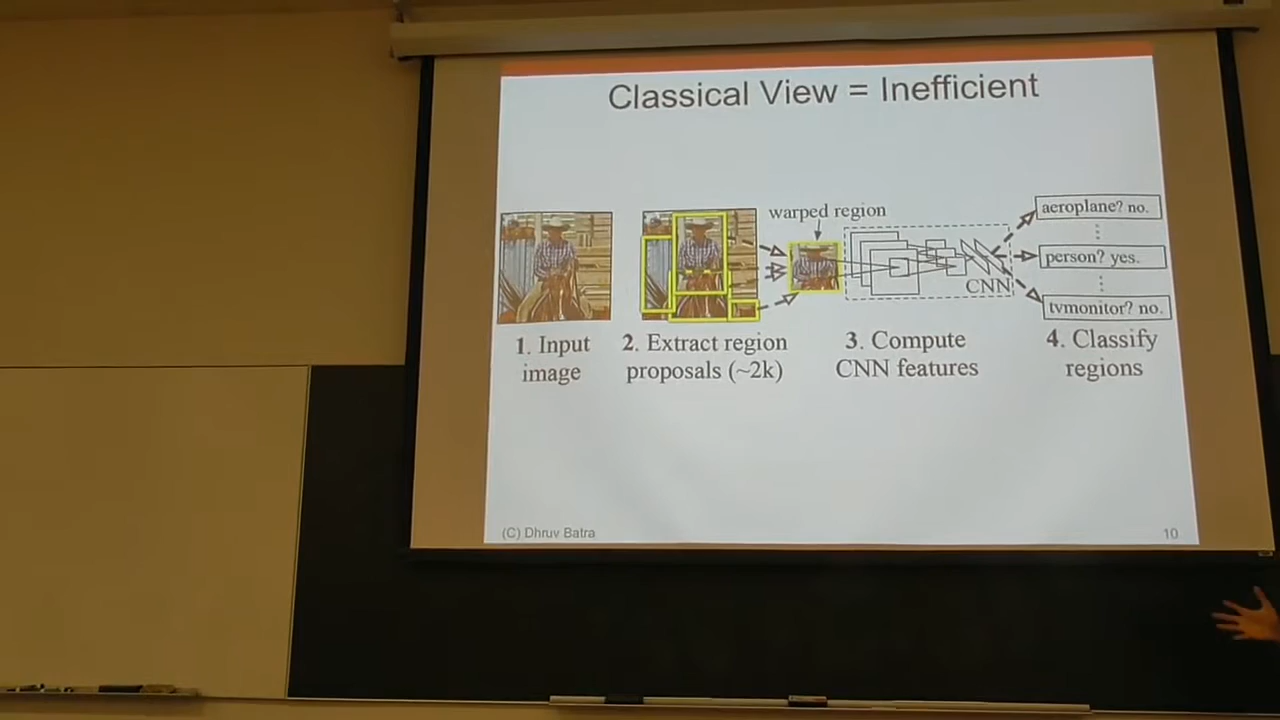 Classical View = Inefficient
warped region
aeroplane? no.
person? yes.
CNN
tvmonitor? no.
1. Input
image
2. Extract region
proposals (~2k)
3. Compute
CNN features
4. Classify
regions
(C) Dhruv Batra
10